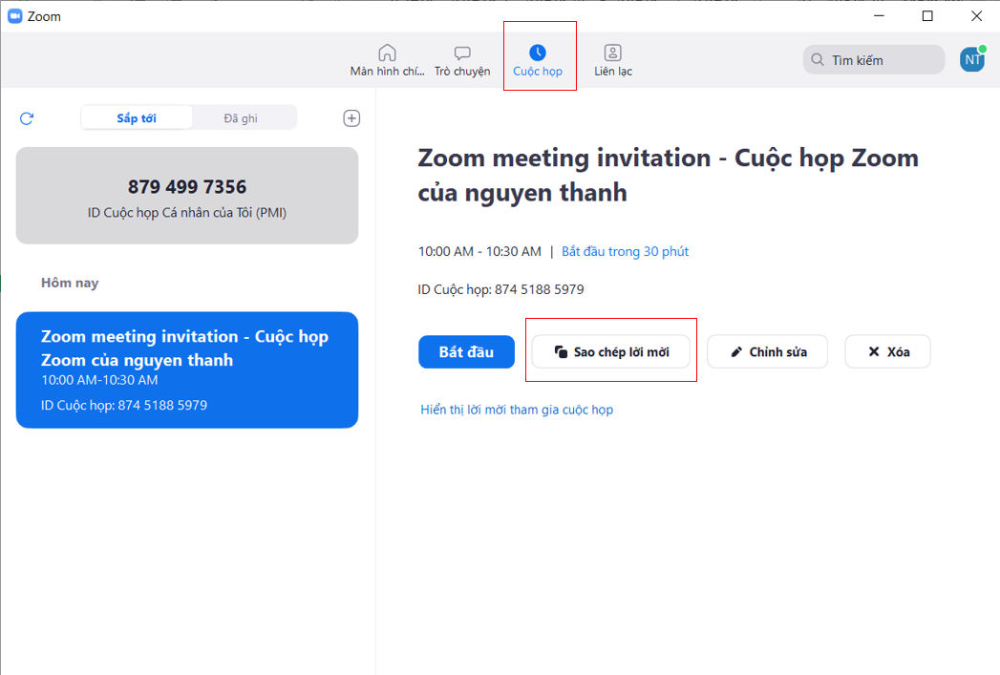 Zoom
Màn hình chí...
Trò chuyện
Cuộc họp
Liên lạc
Tìm kiếm
NT
Sắp tới
Đã ghi
879 499 7356
ID Cuộc họp Cá nhân của Tôi (PMI)
Hôm nay
Zoom meeting invitation - Cuộc họp
Zoom của nguyen thanh
10:00 AM-10:30 AM
ID Cuộc họp: 874 5188 5979
Zoom meeting invitation - Cuộc họp Zoom
của nguyen thanh
10:00 AM - 10:30 AM | Bắt đầu trong 30 phút
ID Cuộc họp: 874 5188 5979
Bắt đầu
Sao chép lời mời
Chỉnh sửa
Xóa
Hiển thị lời mời tham gia cuộc họp